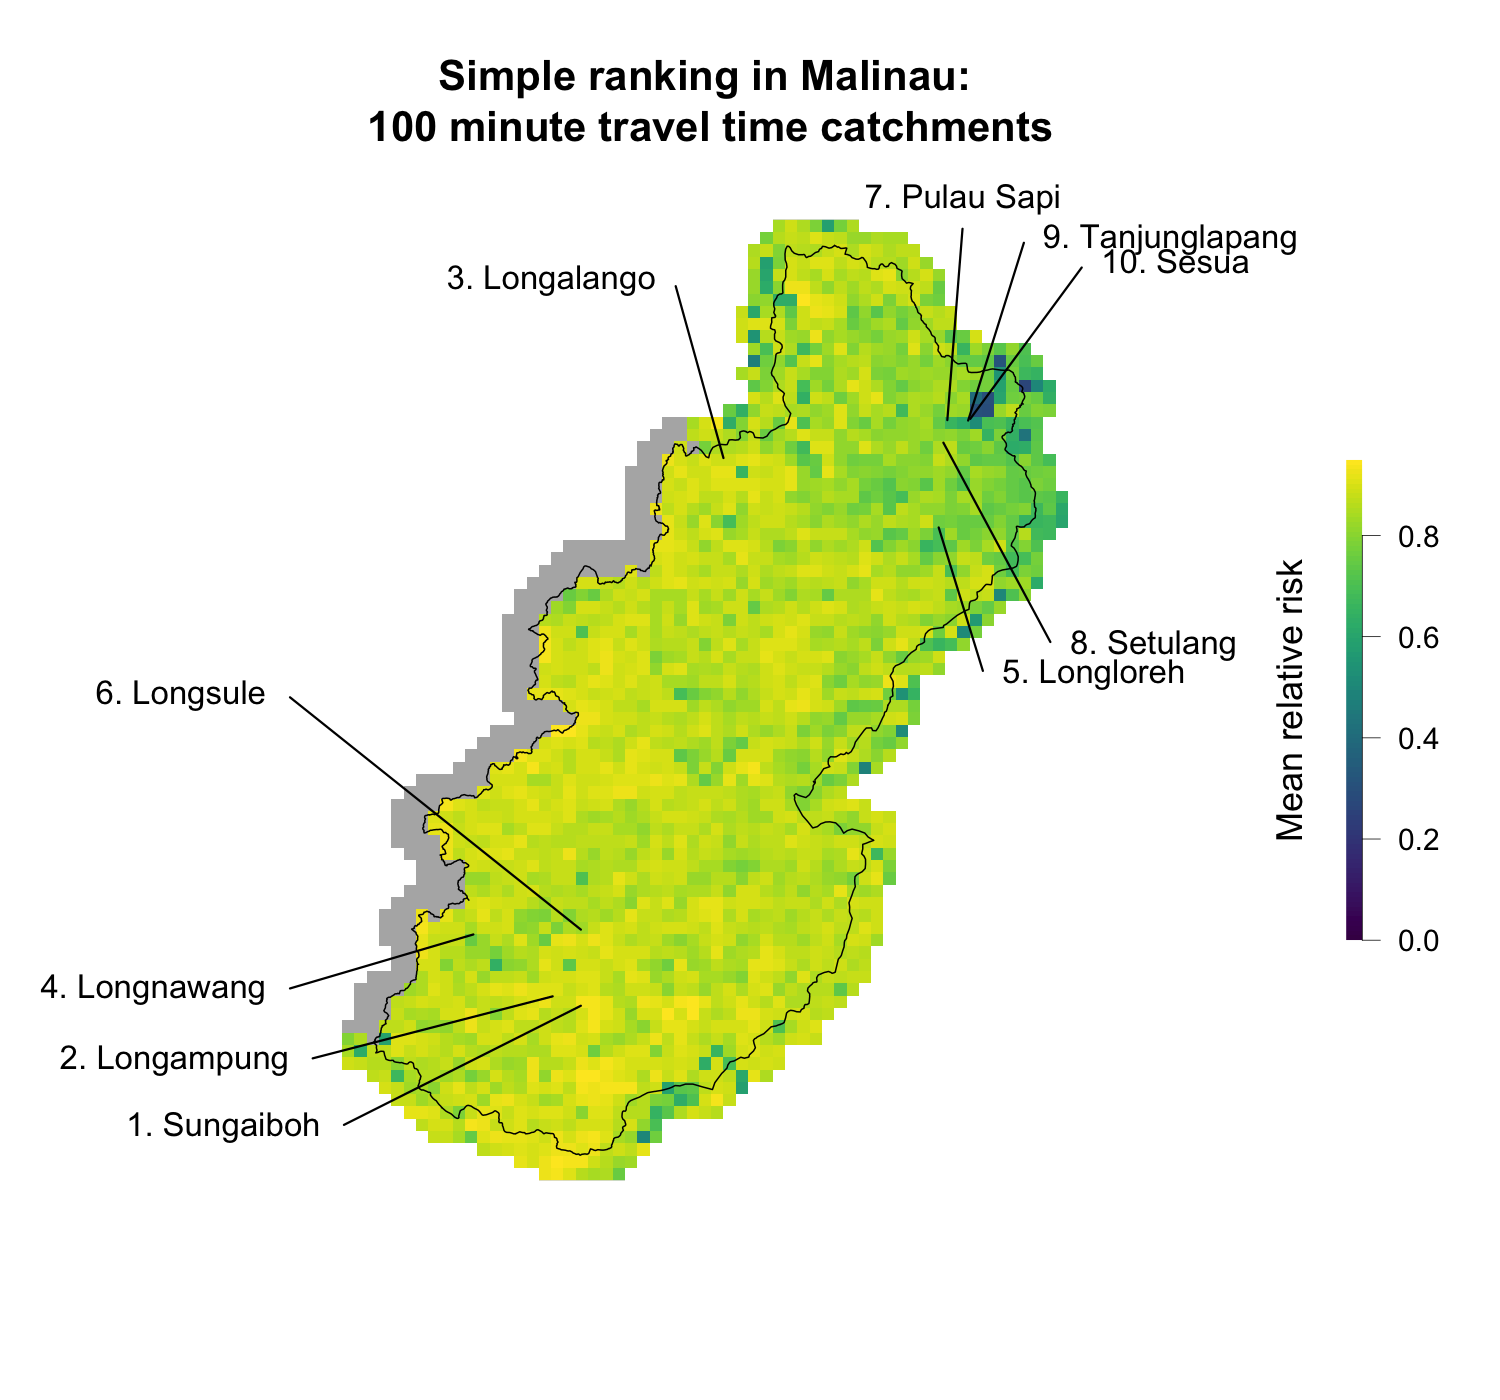 Simple ranking in Malinau:
100 minute travel time catchments
7. Pulau Sapi
9. Tanjunglapang
10. Sesua
3. Longalango
8. Setulang
5. Longloreh
6. Longsule
4. Longnawang
2. Longampung
1. Sungaiboh
Mean relative risk
0.8
0.6
0.4
0.2
0.0